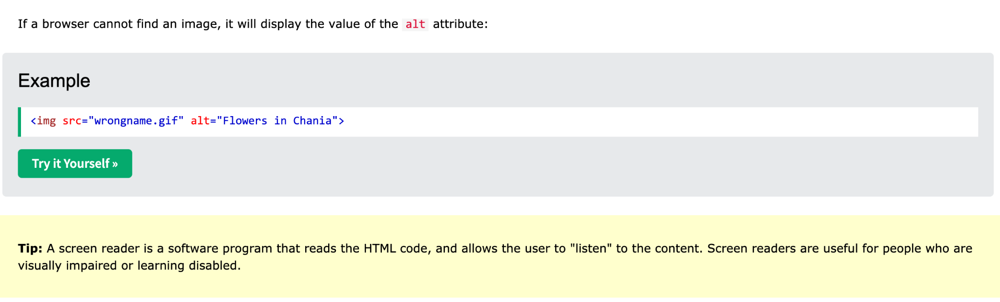 If a browser cannot find an image, it will display the value of the alt attribute:
Example
<img src="wrongname.gif" alt="Flowers in Chania">
Try it Yourself »
Tip: A screen reader is a software program that reads the HTML code, and allows the user to "listen" to the content. Screen readers are useful for people who are
visually impaired or learning disabled.